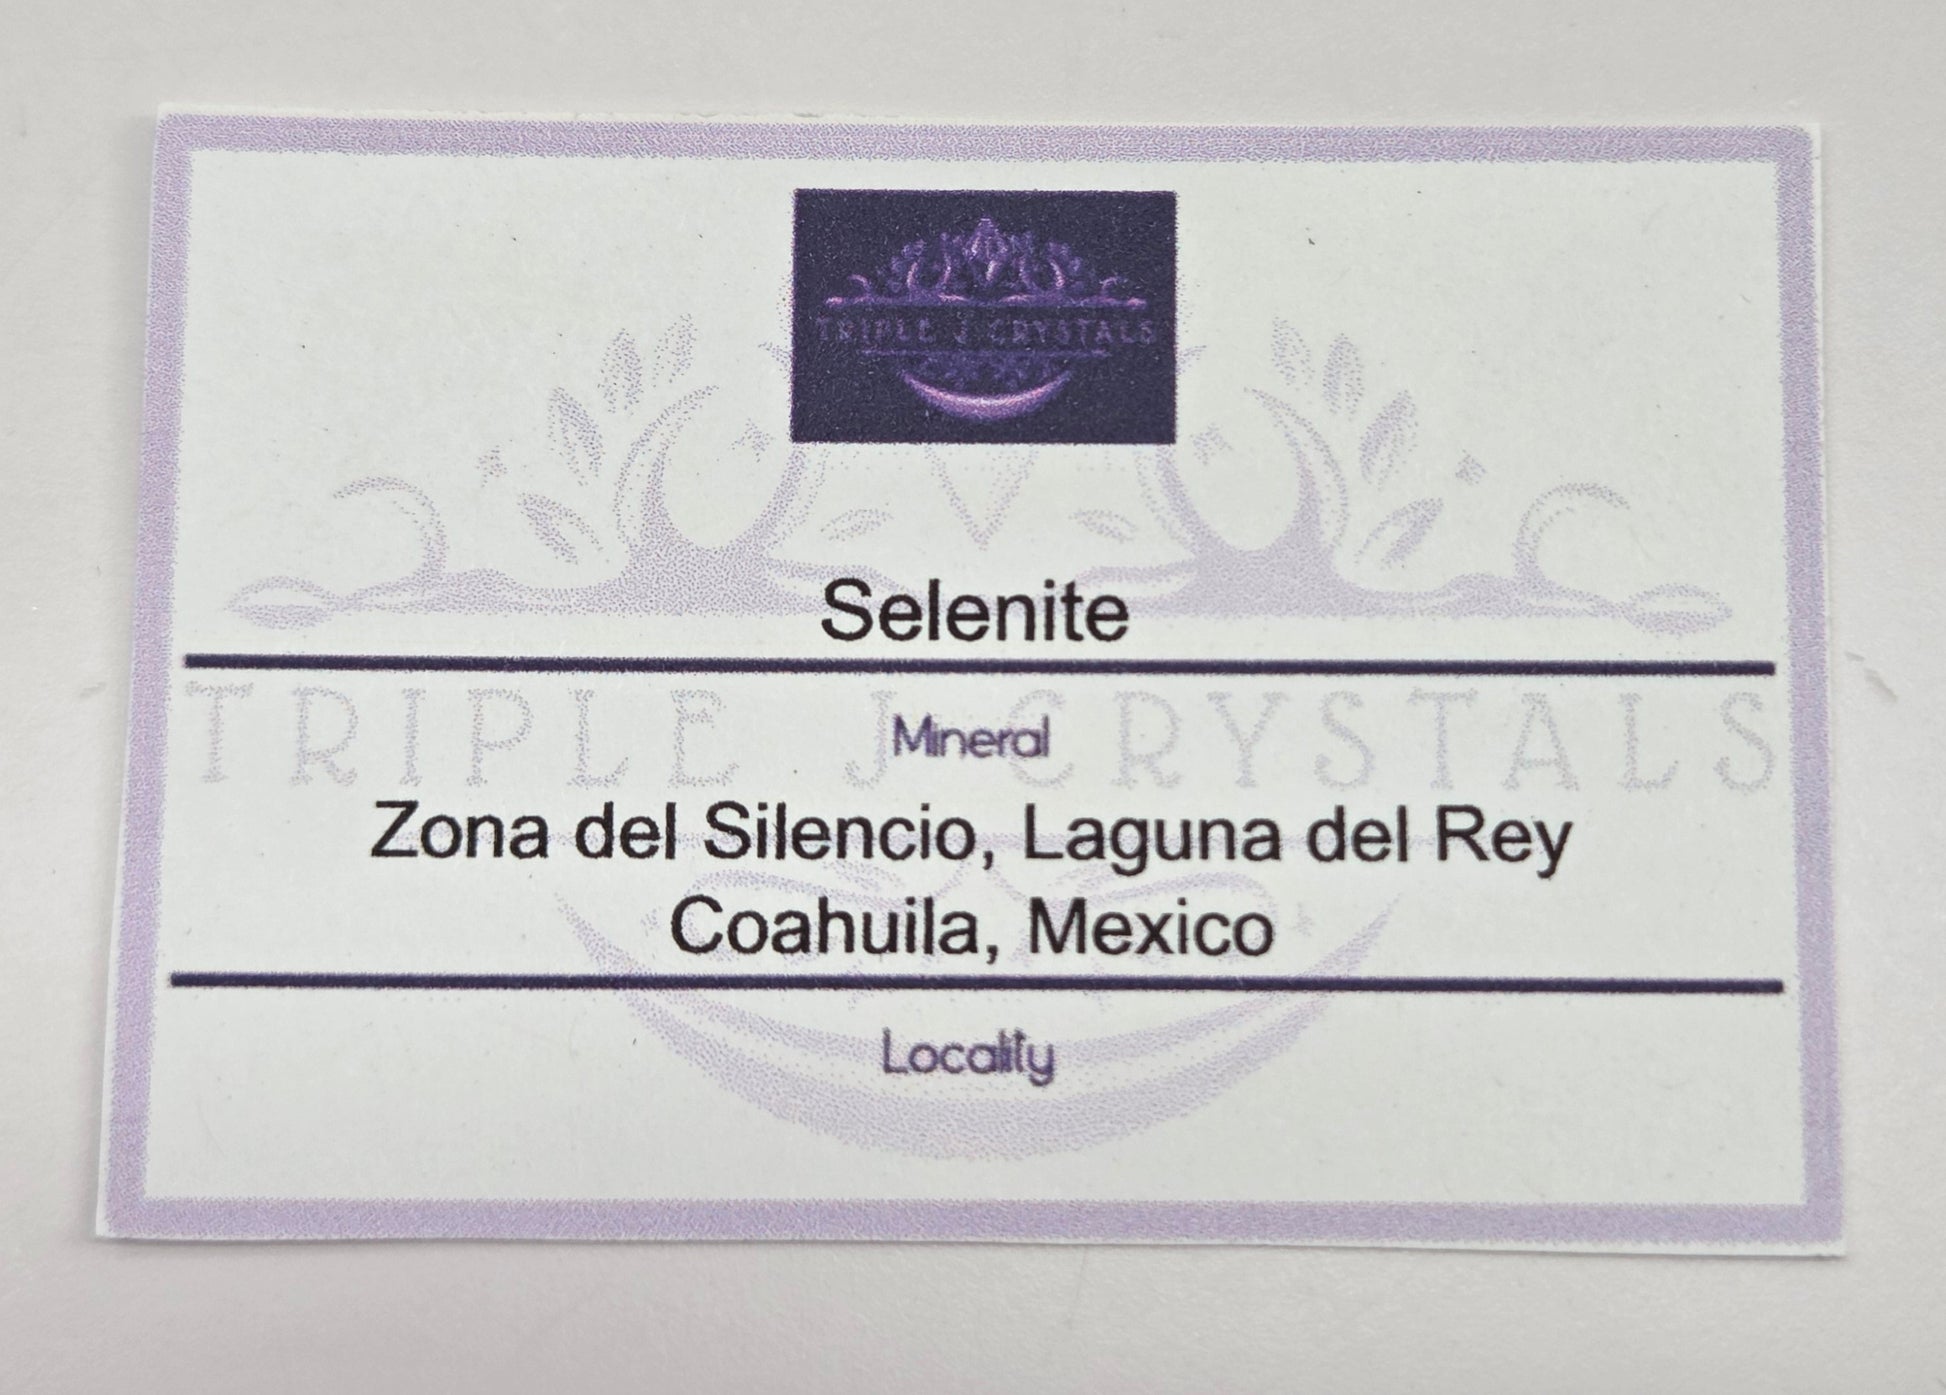 TRIPLE J CRYSTALS
Selenite
TRIPLE J CRYSTALS
Mineral
Zona del Silencio, Laguna del Rey
Coahuila, Mexico
Locality